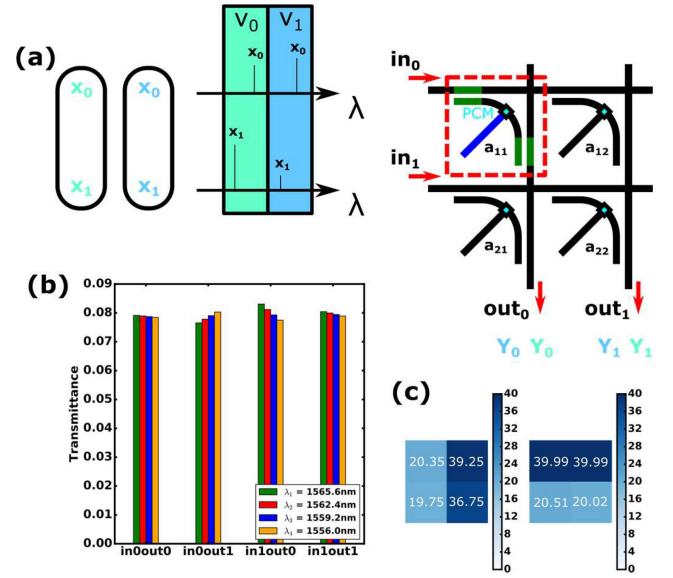 (a)
x₀ x₀
x₁ x₁
V₀ V₁
x₀ x₀
λ
x₁ x₁
λ
in₀
PCM
a₁₁ a₁₂
in₁
a₂₁ a₂₂
out₀ out₁
Y₀ Y₀ Y₁ Y₁
(b)
Transmittance
0.09
0.08
0.07
0.06
0.05
0.04
0.03
0.02
0.01
0.00
λ₁ = 1565.6nm
λ₂ = 1562.4nm
λ₃ = 1559.2nm
λ₄ = 1556.0nm
in0out0 in0out1 in1out0 in1out1
(c)
20.35 39.25
19.75 36.75
40
36
32
28
24
20
16
12
8
4
0
39.99 39.99
20.51 20.02
40
36
32
28
24
20
16
12
8
4
0